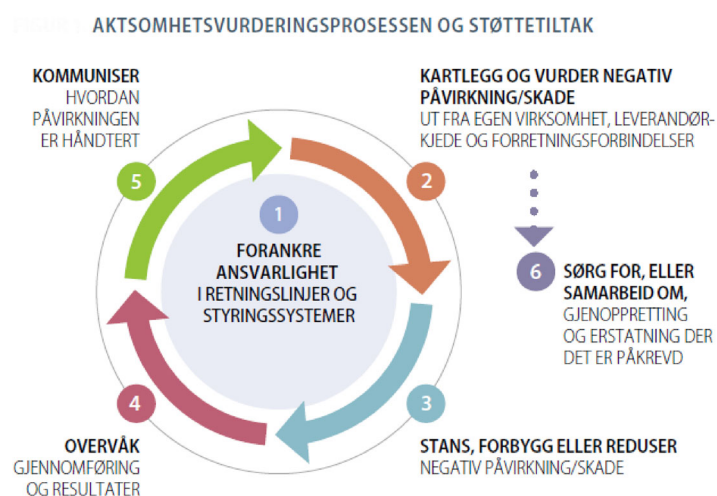 AKTSOMHETSVURDERINGSPROSESSEN OG STØTTETILTAK
1
FORANKRE
ANSVARLIGHET
I RETNINGSLINJER OG
STYRINGSSYSTEMER
2
KARTLEGG OG VURDER NEGATIV
PÅVIRKNING/SKADE
UT FRA EGEN VIRKSOMHET, LEVERANDØR-
KJEDE OG FORRETNINGSFORBINDELSER
3
STANS, FORBYGG ELLER REDUSER
NEGATIV PÅVIRKNING/SKADE
4
OVERVÅK
GJENNOMFØRING
OG RESULTATER
5
KOMMUNISER
HVORDAN
PÅVIRKNINGEN
ER HÅNDTERT
6
SØRG FOR, ELLER
SAMARBEID OM,
GJENOPPRETTING
OG ERSTATNING DER
DET ER PÅKREVD